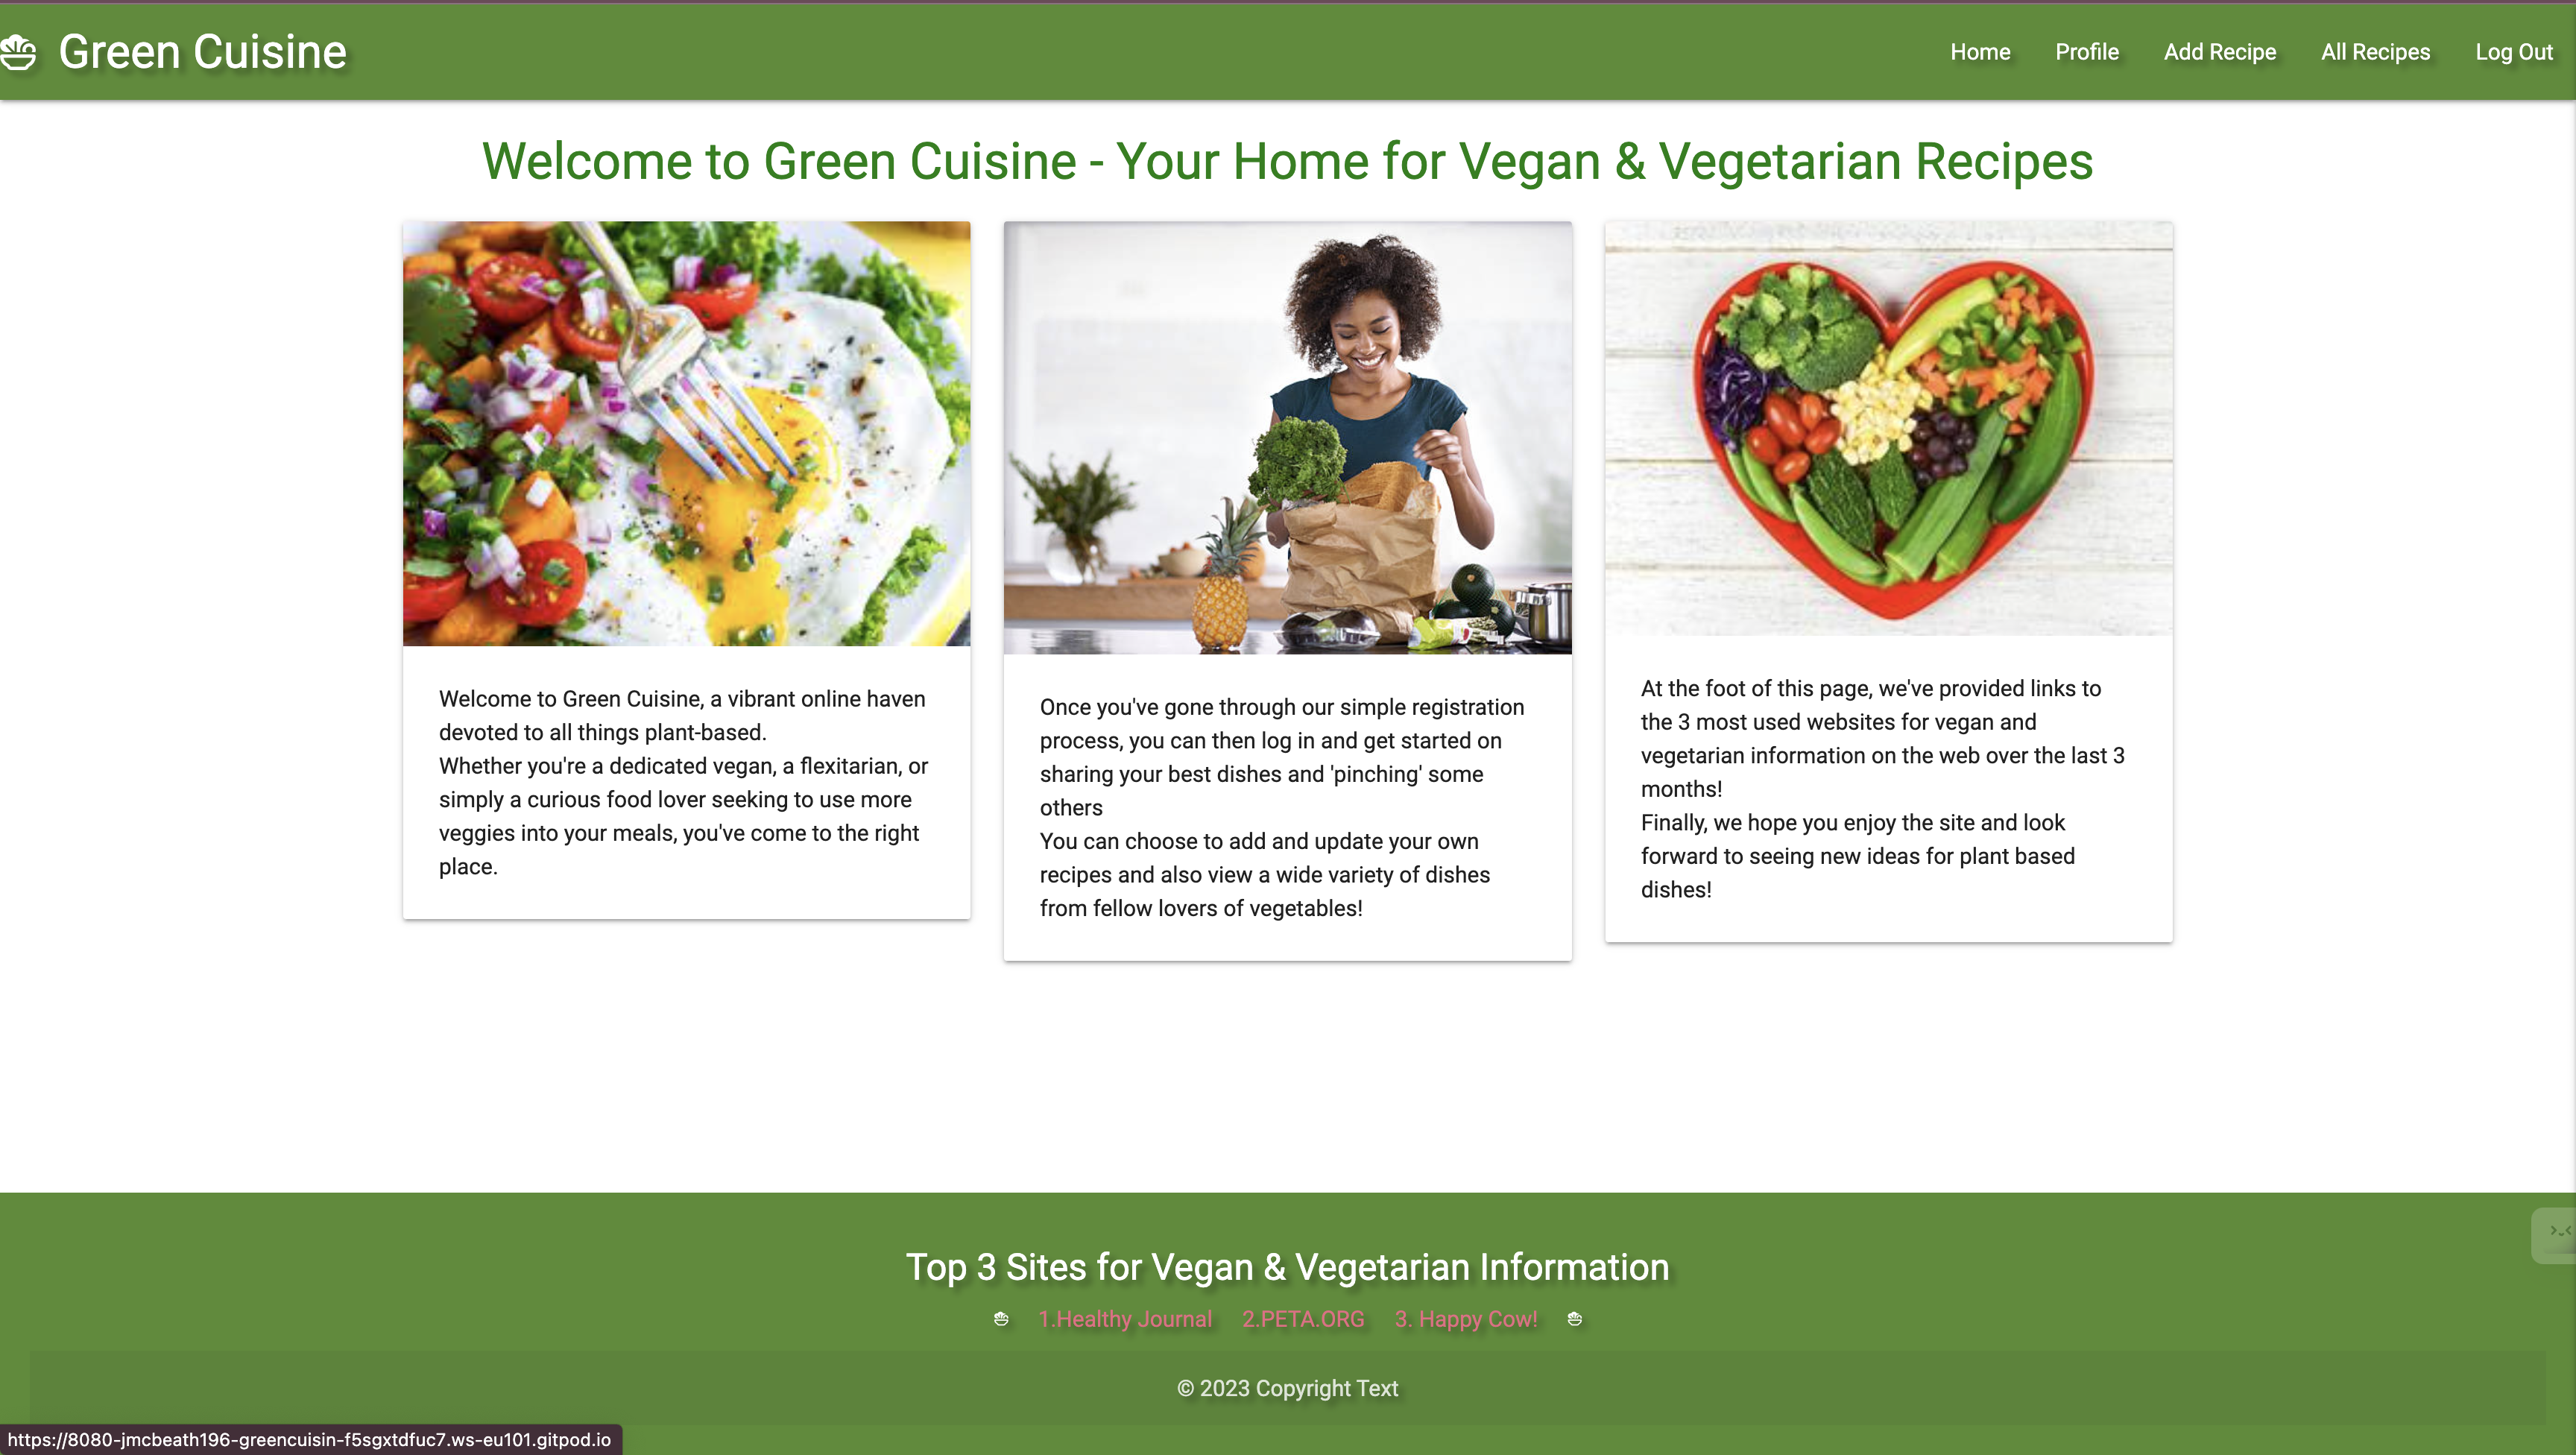 Green Cuisine
Home Profile Add Recipe All Recipes Log Out
Welcome to Green Cuisine - Your Home for Vegan & Vegetarian Recipes
Welcome to Green Cuisine, a vibrant online haven
devoted to all things plant-based.
Whether you're a dedicated vegan, a flexitarian, or
simply a curious food lover seeking to use more
veggies into your meals, you've come to the right
place.
Once you've gone through our simple registration
process, you can then log in and get started on
sharing your best dishes and 'pinching' some
others
You can choose to add and update your own
recipes and also view a wide variety of dishes
from fellow lovers of vegetables!
At the foot of this page, we've provided links to
the 3 most used websites for vegan and
vegetarian information on the web over the last 3
months!
Finally, we hope you enjoy the site and look
forward to seeing new ideas for plant based
dishes!
Top 3 Sites for Vegan & Vegetarian Information
1.Healthy Journal 2.PETA.ORG 3. Happy Cow!
© 2023 Copyright Text
https://8080-jmcbeath196-greencuisin-f5sgxtdfuc7.ws-eu101.gitpod.io